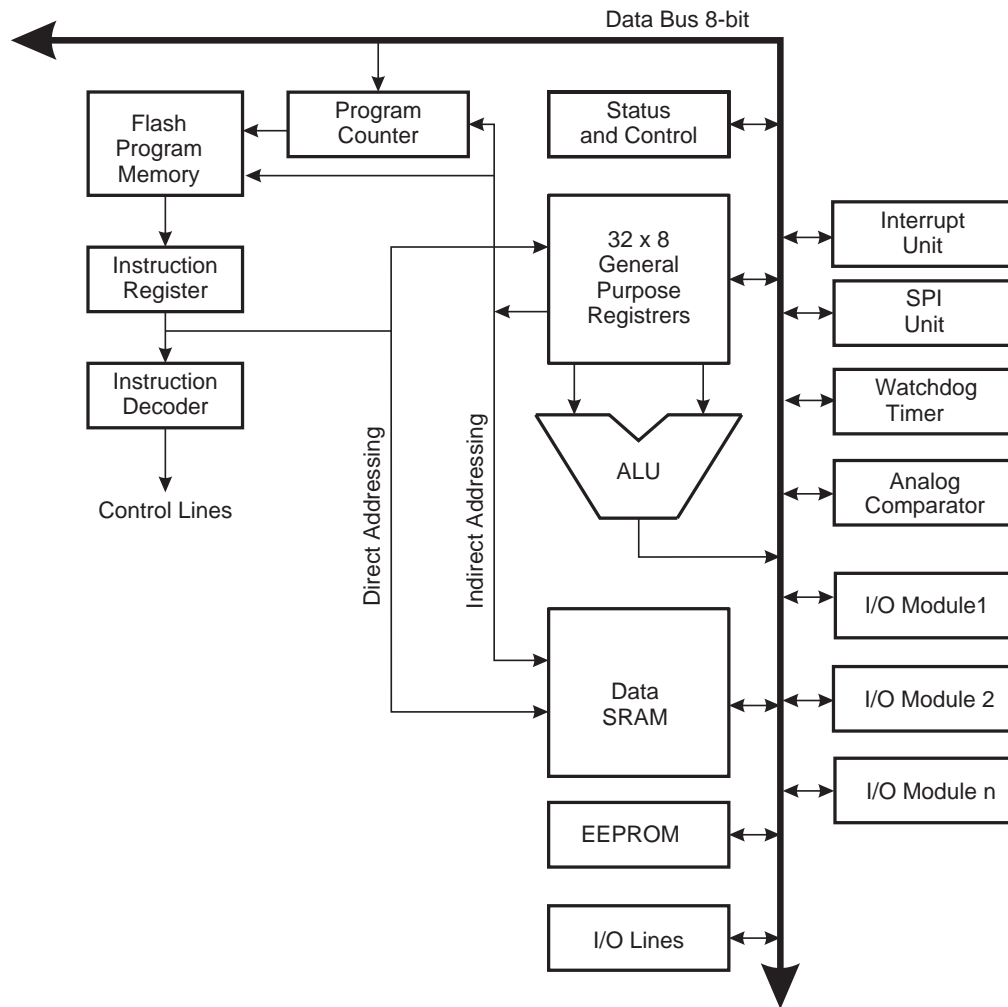 Data Bus 8-bit
Flash
Program
Memory
Program
Counter
Status
and Control
Instruction
Register
32 x 8
General
Purpose
Registrers
Interrupt
Unit
SPI
Unit
Instruction
Decoder
Watchdog
Timer
Control Lines
Direct Addressing
Indirect Addressing
ALU
Analog
Comparator
I/O Module1
Data
SRAM
I/O Module 2
I/O Module n
EEPROM
I/O Lines